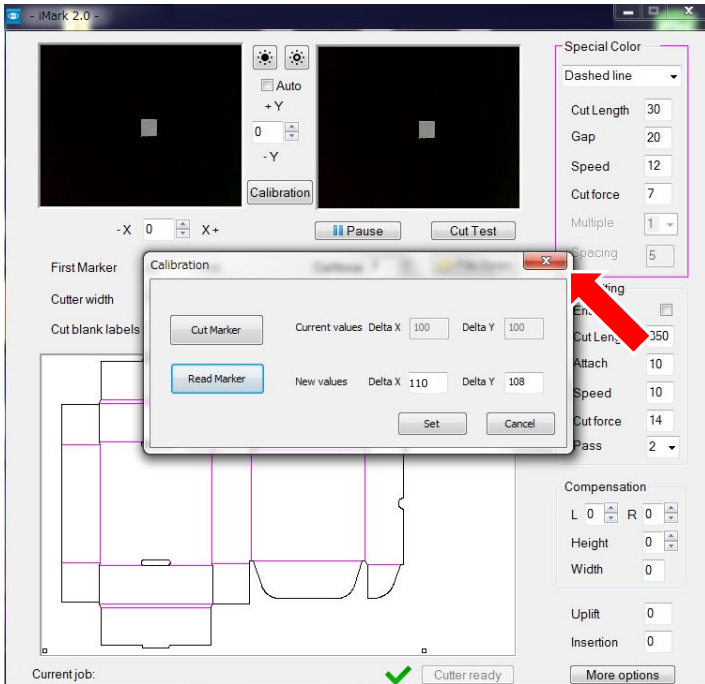 - iMark 2.0 -
Auto
+ Y
0
- Y
Calibration
- X 0 X +
Pause
Cut Test
Special Color
Dashed line
Cut Length 30
Gap 20
Speed 12
Cut force 7
Multiple 1
Spacing 5
First Marker
Cutter width
Cut blank labels
Calibration
Cut Marker
Current values Delta X 100 Delta Y 100
Read Marker
New values Delta X 110 Delta Y 108
Set
Cancel
Attach 10
Speed 10
Cut force 14
Pass 2
Compensation
L 0 R 0
Height 0
Width 0
Uplift 0
Insertion 0
Current job:
Cutter ready
More options